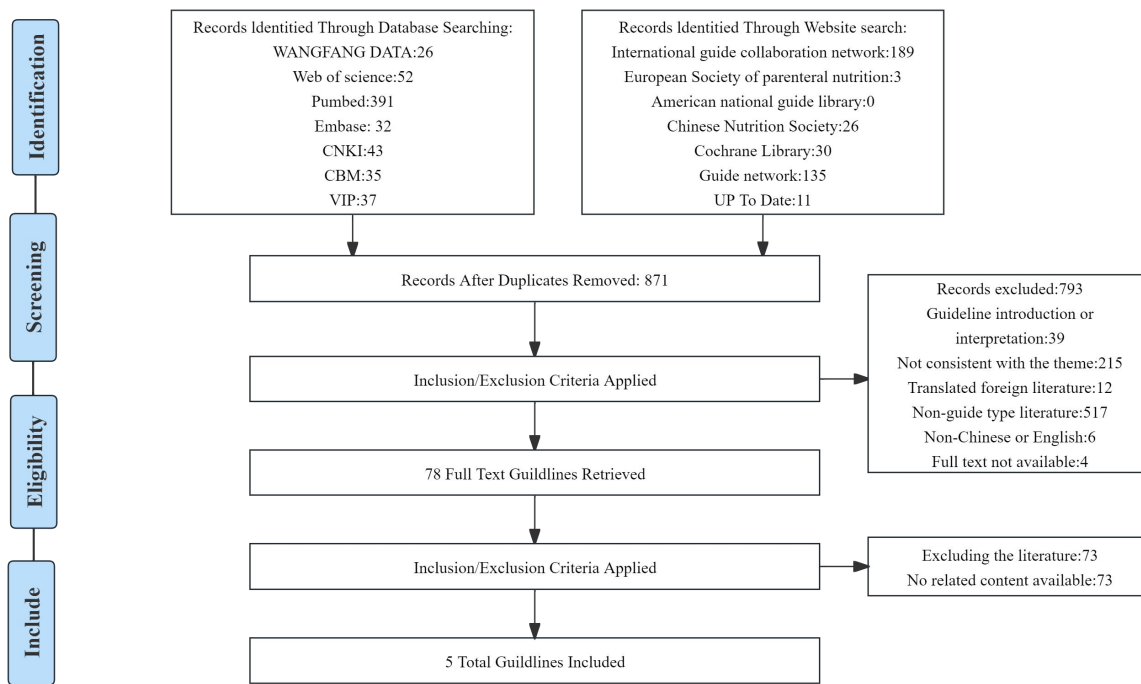 Identification
Records ldentitied Through Database Searching:
WANGFANG DATA:26
Web of science:52
Pumbed:391
Embase: 32
CNKI:43
CBM:35
VIP:37
Records Identitied Through Website search:
International guide collaboration network:189
European Society of parenteral nutrition:3
American national guide library:0
Chinese Nutrition Society:26
Cochrane Library:30
Guide network:135
UP To Date:11
Screening
Records After Duplicates Removed: 871
Inclusion/Exclusion Criteria Applied
Records excluded:793
Guideline introduction or
interpretation:39
Not consistent with the theme:215
Translated foreign literature:12
Non-guide type literature:517
Non-Chinese or English:6
Full text not available:4
Eligibility
78 Full Text Guildlines Retrieved
Inclusion/Exclusion Criteria Applied
Excluding the literature:73
No related content available:73
Include
5 Total Guildlines Included